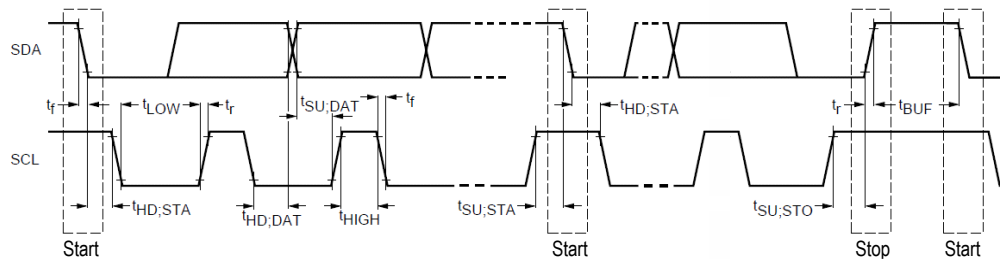 SDA
tf tLOW tr tSU;DAT tf tHD;STA tr tBUF
SCL
tHD;STA tHD;DAT tHIGH tSU;STA tSU;STO
Start Start Stop Start